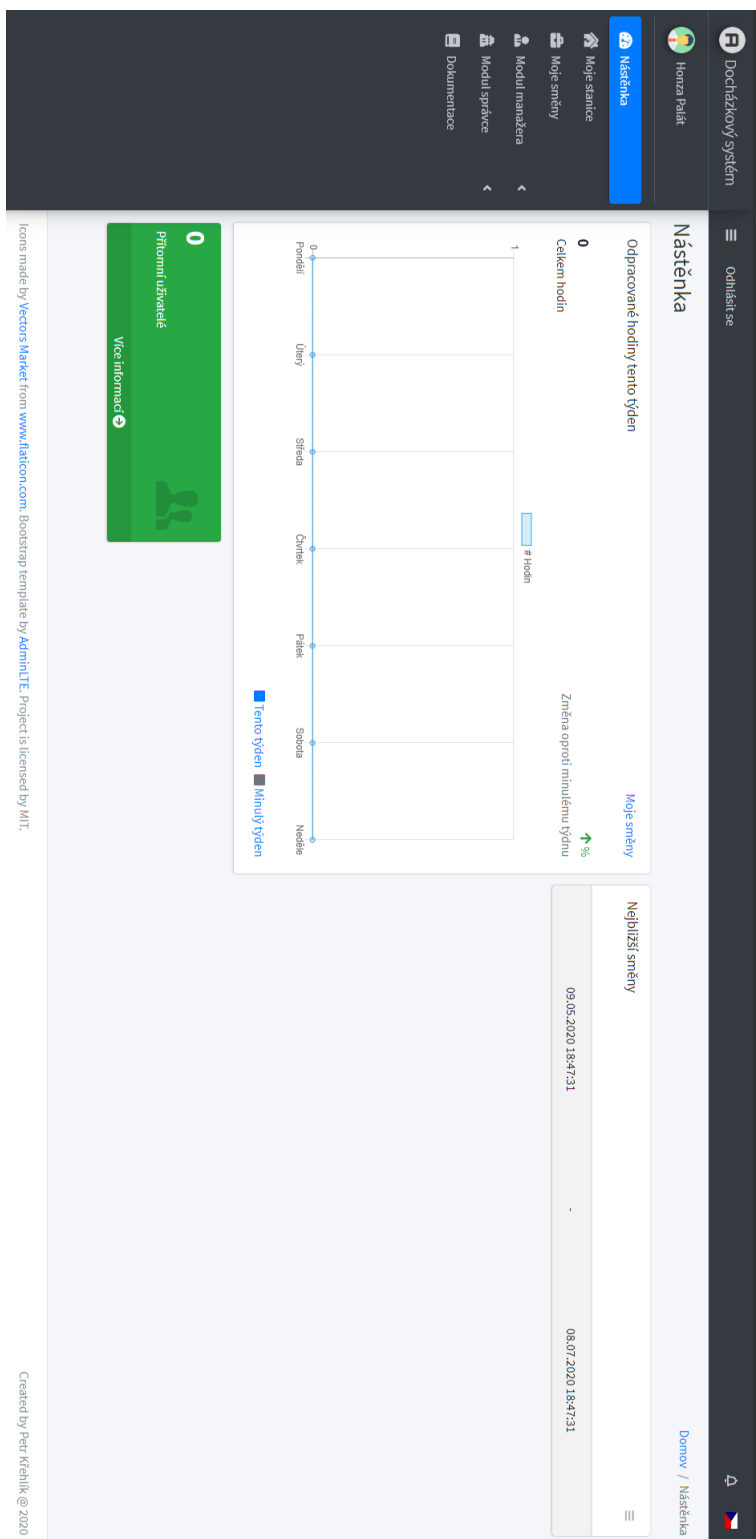 Docházkový systém
Odhlásit se
Honza Palát
Nástěnka
Moje stanice
Moje směny
Modul manažera
Modul správce
Dokumentace
Nástěnka
Domov / Nástěnka
Odpracované hodiny tento týden
Moje směny
0
Celkem hodin
%
Změna oproti minulému týdnu
# Hodin
1
0
Pondělí Úterý Středa Čtvrtek Pátek Sobota Neděle
Tento týden Minulý týden
Nejbližší směny
09.05.2020 18:47:31 - 08.07.2020 18:47:31
0
Přítomní uživatelé
Více informací
Icons made by Vectors Market from www.flaticon.com. Bootstrap template by AdminLTE. Project is licensed by MIT.
Created by Petr Křehlík @ 2020